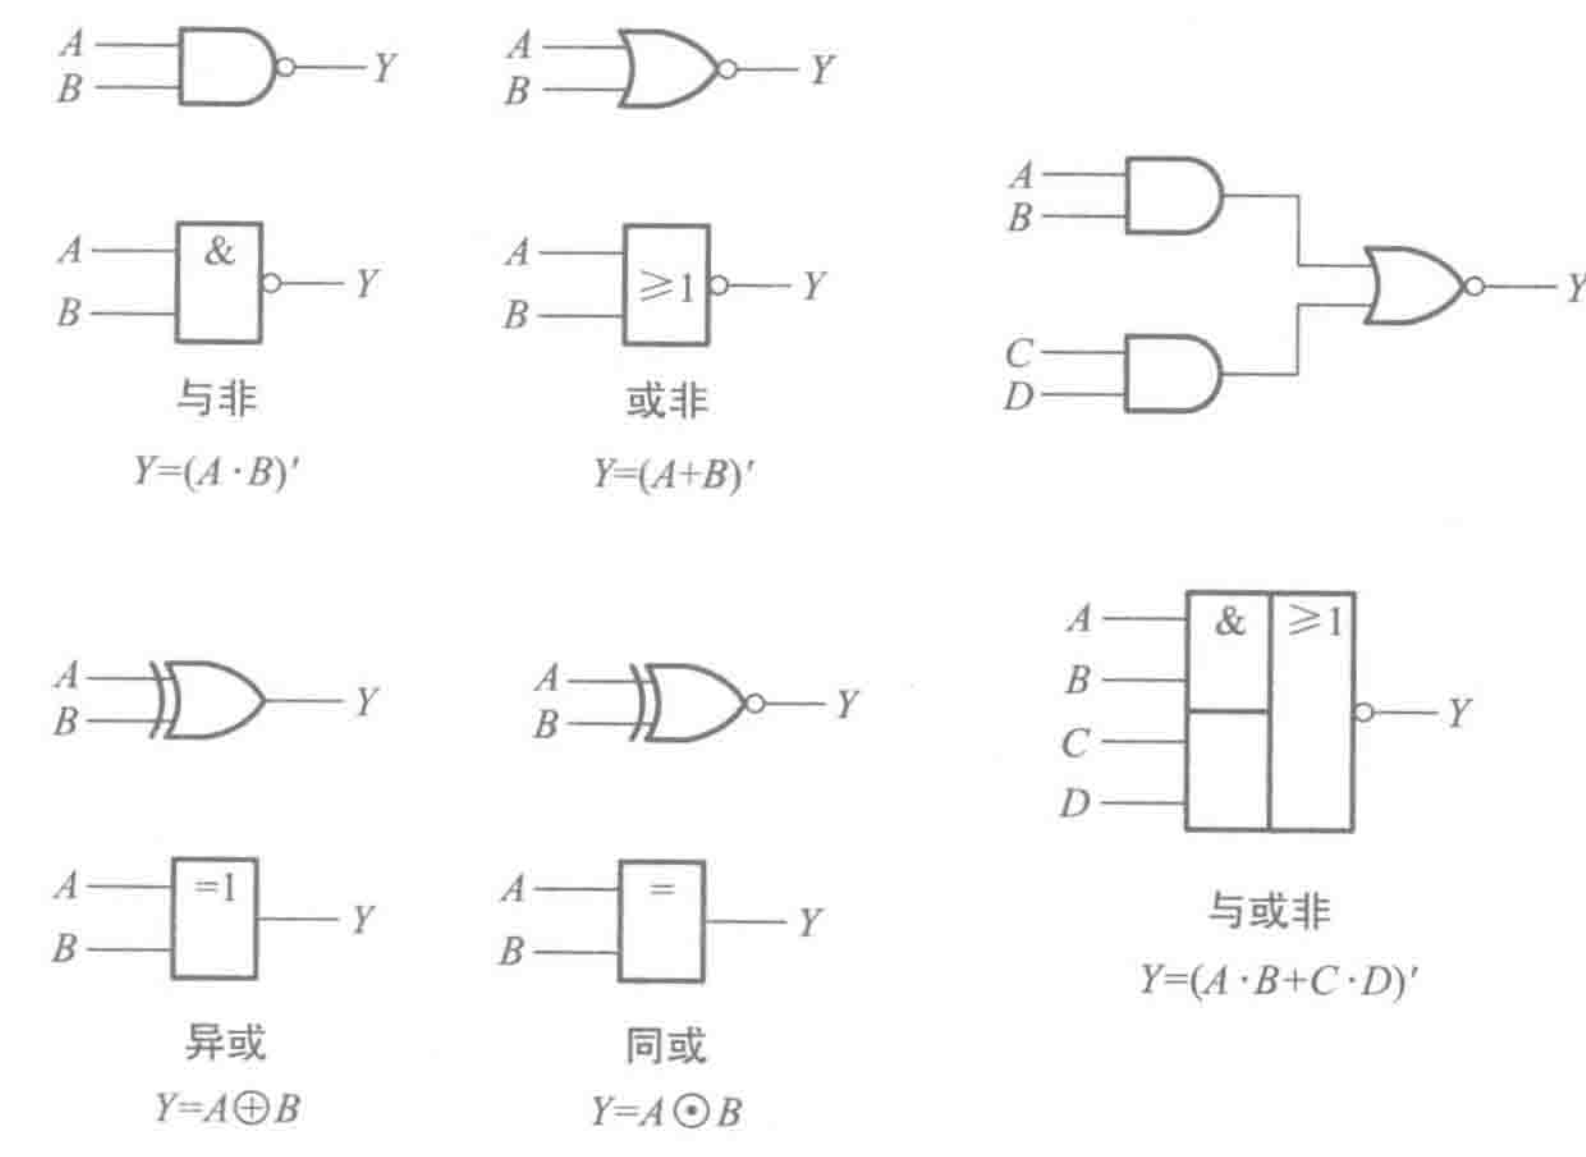 A
B
Y
A
B
Y
A
B
&
Y
A
B
≥1
Y
与非
Y=(A·B)′
或非
Y=(A+B)′
A
B
C
D
Y
A
B
Y
A
B
Y
A
B
=1
Y
A
B
=
Y
异或
Y=A⊕B
同或
Y=A⊙B
A
B
C
D
& ≥1
Y
与或非
Y=(A·B+C·D)′